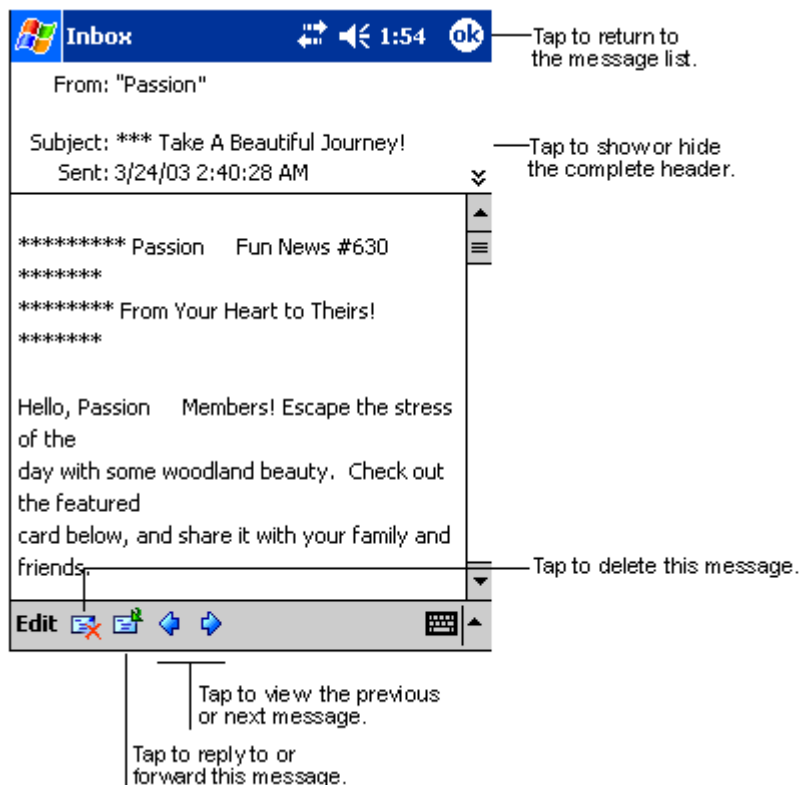 Inbox 1:54 ok
Tap to return to
the message list.
From: "Passion"
Subject: *** Take A Beautiful Journey!
Sent: 3/24/03 2:40:28 AM
Tap to show or hide
the complete header.
********* Passion Fun News #630
*******
******** From Your Heart to Theirs!
*******
Hello, Passion Members! Escape the stress
of the
day with some woodland beauty. Check out
the featured
card below, and share it with your family and
friends.
Tap to delete this message.
Edit
Tap to view the previous
or next message.
Tap to reply to or
forward this message.